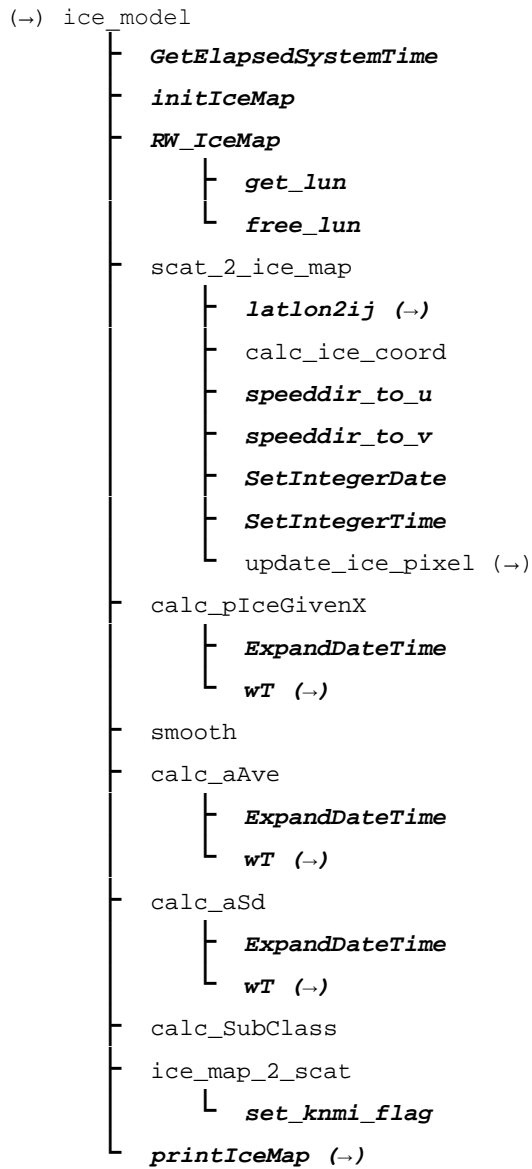 (→) ice_model
GetElapsedSystemTime
initIceMap
RW_IceMap
get_lun
free_lun
scat_2_ice_map
latlon2ij (→)
calc_ice_coord
speeddir_to_u
speeddir_to_v
SetIntegerDate
SetIntegerTime
update_ice_pixel (→)
calc_pIceGivenX
ExpandDateTime
wT (→)
smooth
calc_aAve
ExpandDateTime
wT (→)
calc_aSd
ExpandDateTime
wT (→)
calc_SubClass
ice_map_2_scat
set_knmi_flag
printIceMap (→)